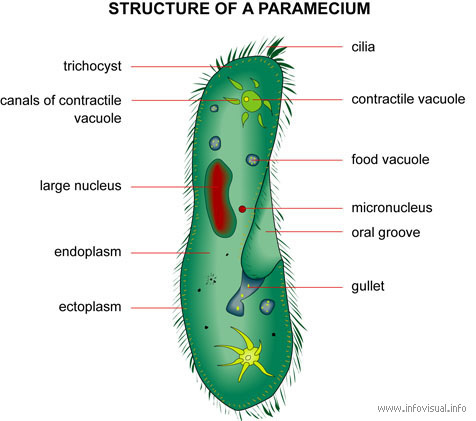 STRUCTURE OF A PARAMECIUM
cilia
trichocyst
canals of contractile
vacuole
contractile vacuole
food vacuole
large nucleus
micronucleus
oral groove
endoplasm
gullet
ectoplasm
www.infovisual.info